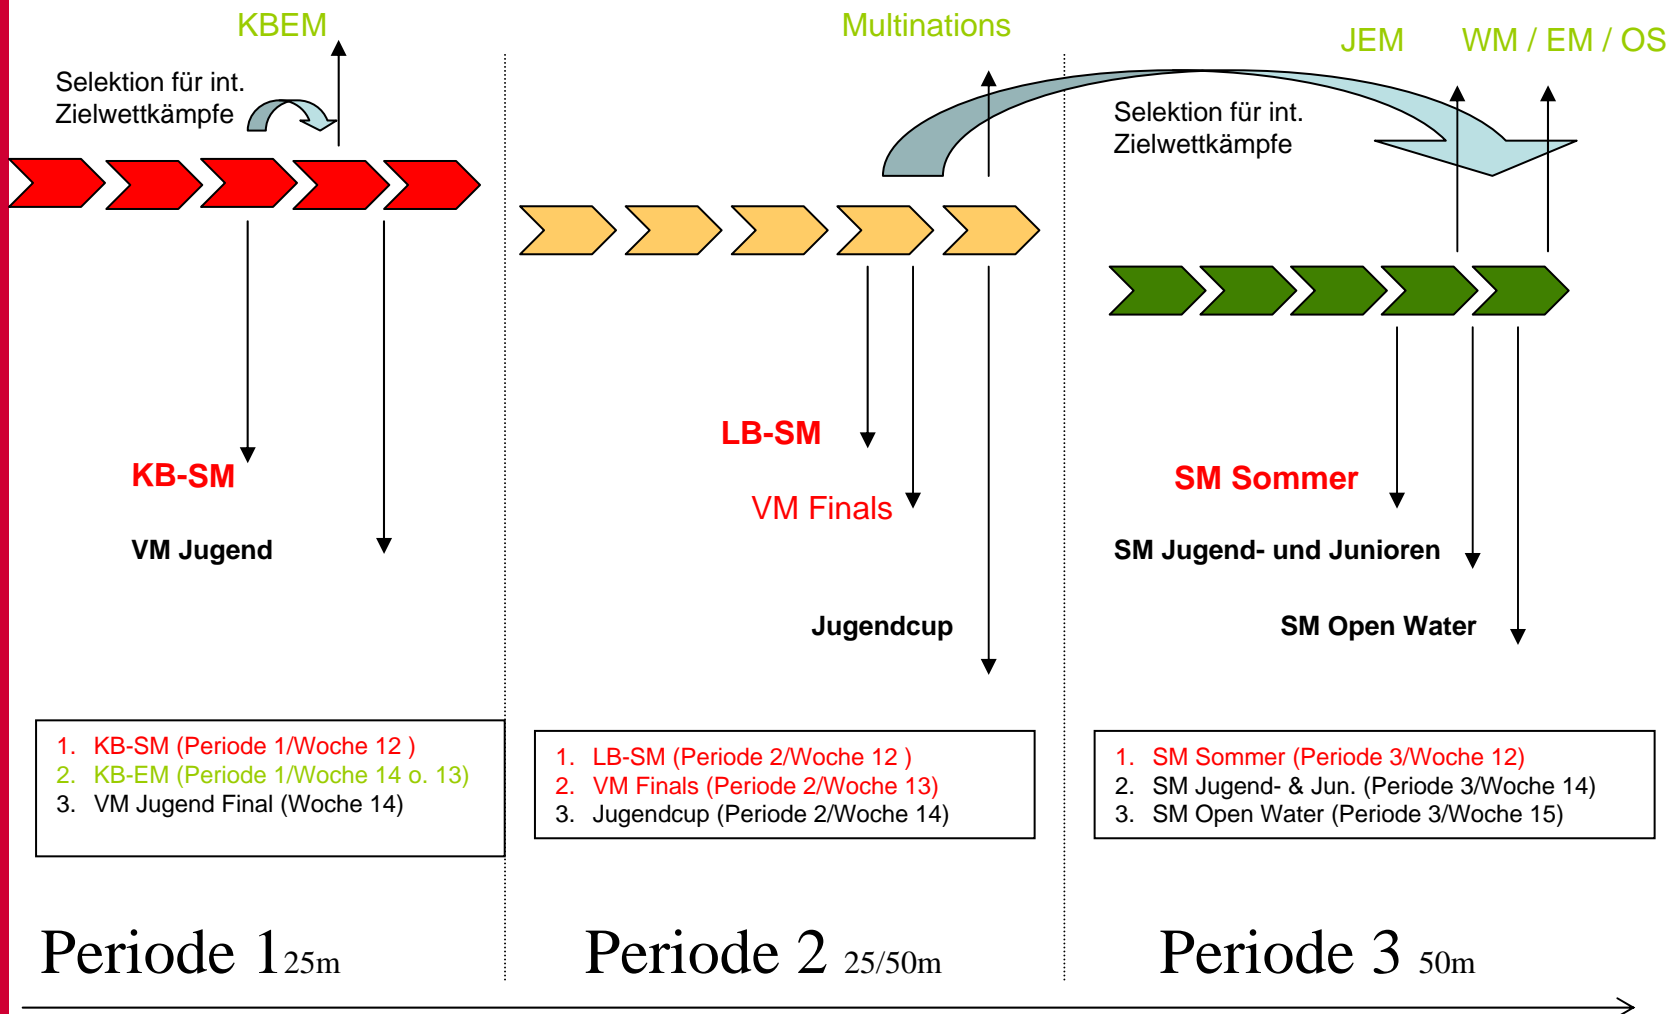 KBEM
Selektion für int.
Zielwettkämpfe
KB-SM
VM Jugend
1. KB-SM (Periode 1/Woche 12 )
2. KB-EM (Periode 1/Woche 14 o. 13)
3. VM Jugend Final (Woche 14)
Periode 1 25m
Multinations
LB-SM
VM Finals
Jugendcup
1. LB-SM (Periode 2/Woche 12 )
2. VM Finals (Periode 2/Woche 13)
3. Jugendcup (Periode 2/Woche 14)
Periode 2 25/50m
JEM WM / EM / OS
Selektion für int.
Zielwettkämpfe
SM Sommer
SM Jugend- und Junioren
SM Open Water
1. SM Sommer (Periode 3/Woche 12)
2. SM Jugend- & Jun. (Periode 3/Woche 14)
3. SM Open Water (Periode 3/Woche 15)
Periode 3 50m